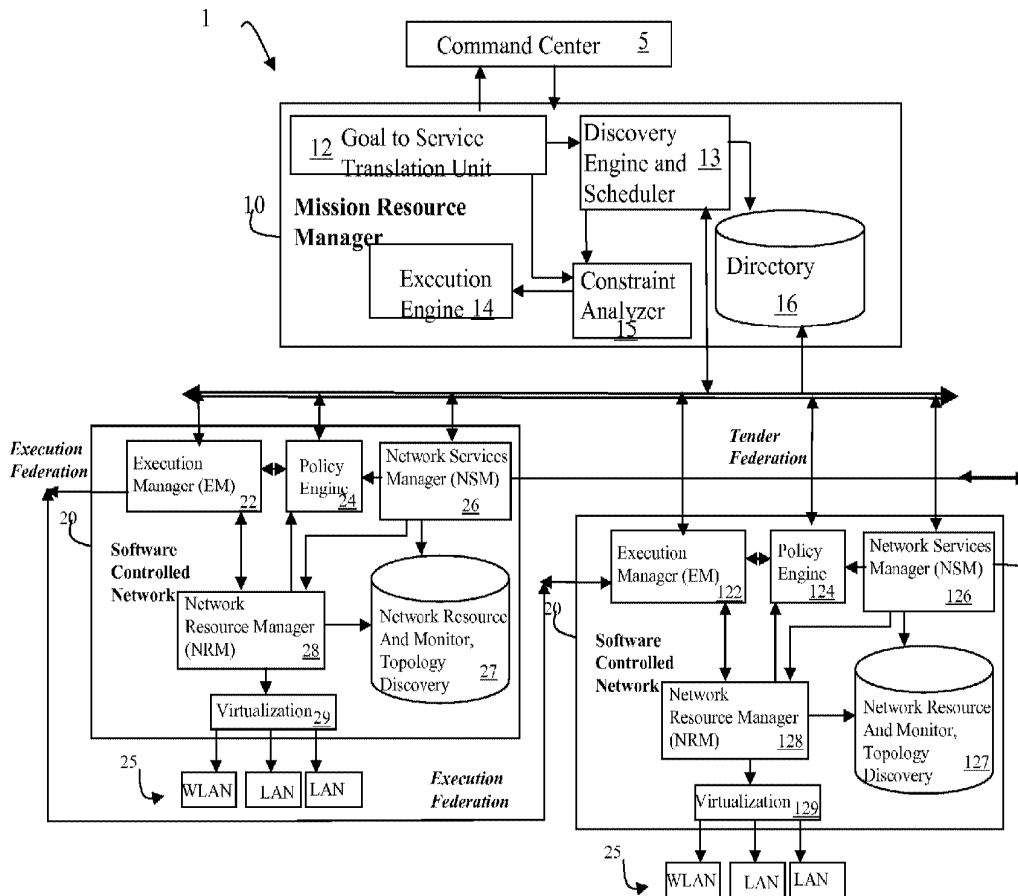 1
Command Center 5
12 Goal to Service
Translation Unit
Discovery
Engine and 13
Scheduler
10
Mission Resource
Manager
Execution
Engine 14
Constraint
Analyzer
15
Directory
16
Execution
Federation
Tender
Federation
Execution
Manager (EM)
22
Policy
Engine
24
Network Services
Manager (NSM)
26
20
Software
Controlled
Network
Network
Resource Manager
(NRM) 28
Network Resource
And Monitor,
Topology
Discovery 27
Virtualization 29
25
WLAN
LAN
LAN
Execution
Federation
Execution
Manager (EM)
122
Policy
Engine
124
Network Services
Manager (NSM)
126
20
Software
Controlled
Network
Network
Resource Manager
(NRM) 128
Network Resource
And Monitor,
Topology
Discovery 127
Virtualization 129
25
WLAN
LAN
LAN